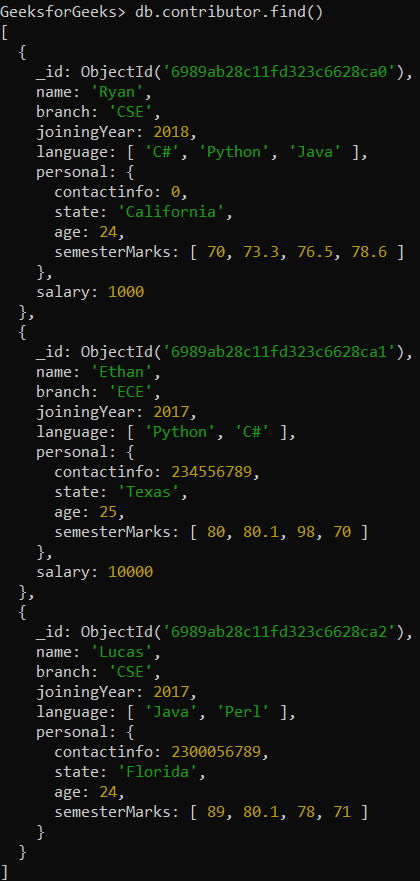 GeeksforGeeks> db.contributor.find()
[
  {
    _id: ObjectId('6989ab28c11fd323c6628ca0'),
    name: 'Ryan',
    branch: 'CSE',
    joiningYear: 2018,
    language: [ 'C#', 'Python', 'Java' ],
    personal: {
      contactinfo: 0,
      state: 'California',
      age: 24,
      semesterMarks: [ 70, 73.3, 76.5, 78.6 ]
    },
    salary: 1000
  },
  {
    _id: ObjectId('6989ab28c11fd323c6628ca1'),
    name: 'Ethan',
    branch: 'ECE',
    joiningYear: 2017,
    language: [ 'Python', 'C#' ],
    personal: {
      contactinfo: 234556789,
      state: 'Texas',
      age: 25,
      semesterMarks: [ 80, 80.1, 98, 70 ]
    },
    salary: 10000
  },
  {
    _id: ObjectId('6989ab28c11fd323c6628ca2'),
    name: 'Lucas',
    branch: 'CSE',
    joiningYear: 2017,
    language: [ 'Java', 'Perl' ],
    personal: {
      contactinfo: 2300056789,
      state: 'Florida',
      age: 24,
      semesterMarks: [ 89, 80.1, 78, 71 ]
    }
  }
]